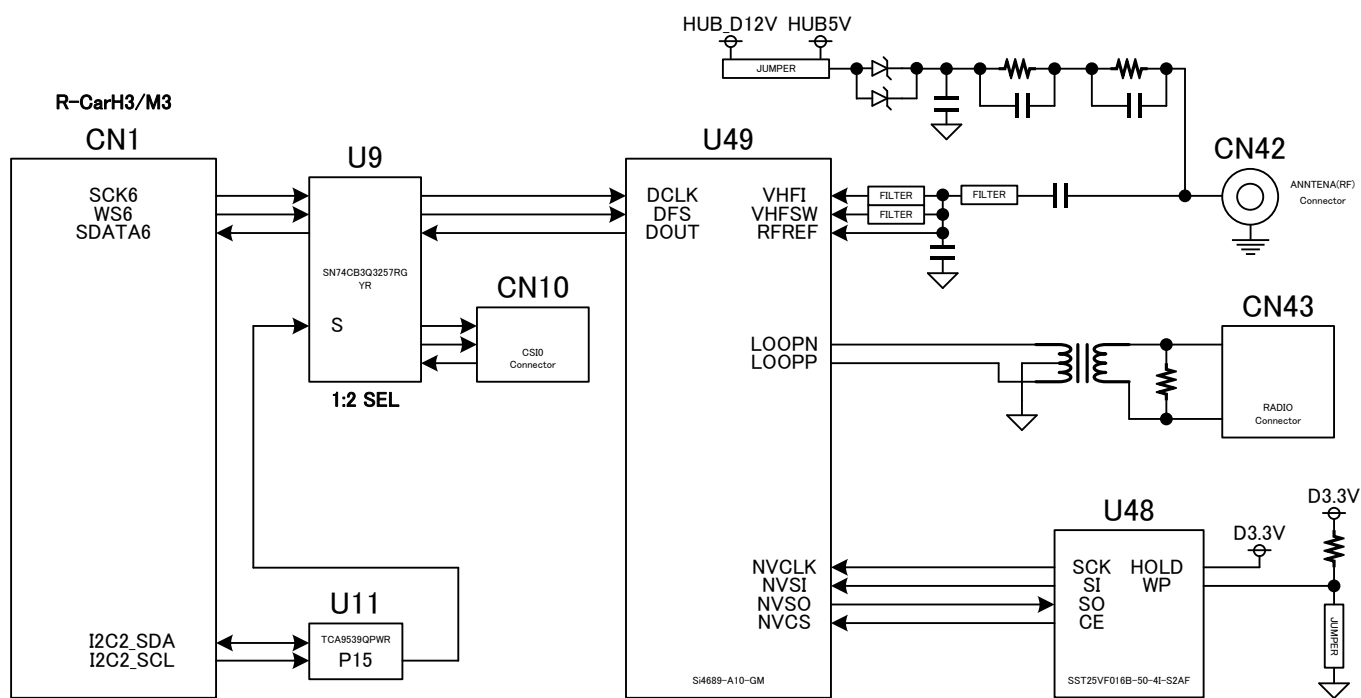 HUB_D12V HUB5V
JUMPER
R-CarH3/M3
CN1
SCK6
WS6
SDATA6
I2C2_SDA
I2C2_SCL
U9
SN74CB3Q3257RG
YR
S
1:2 SEL
CN10
CSI0
Connector
U11
TCA9539QPWR
P15
U49
DCLK
DFS
DOUT
VHFI
VHFSW
RFREF
LOOPN
LOOPP
NVCLK
NVSI
NVSO
NVCS
Si4689-A10-GM
FILTER
FILTER
FILTER
CN42
ANNTENA(RF)
Connector
CN43
RADIO
Connector
U48
SCK
SI
SO
CE
HOLD
WP
SST25VF016B-50-4I-S2AF
D3.3V
D3.3V
JUMPER